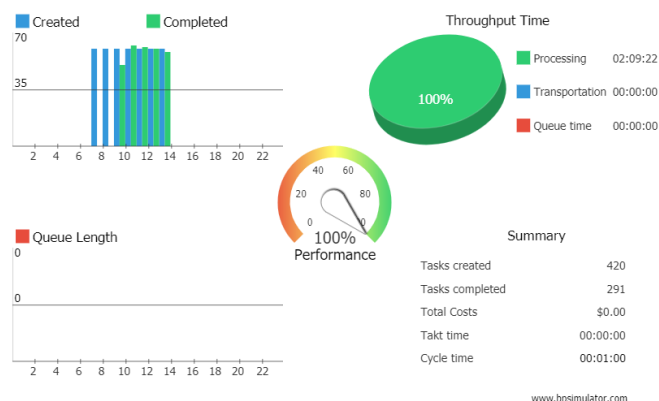 Created
Completed
70
35
2 4 6 8 10 12 14 16 18 20 22
Throughput Time
100%
Processing 02:09:22
Transportation 00:00:00
Queue time 00:00:00
0 20 40 60 80 0
100%
Performance
Queue Length
0
0
2 4 6 8 10 12 14 16 18 20 22
Summary
Tasks created 420
Tasks completed 291
Total Costs $0.00
Takt time 00:00:00
Cycle time 00:01:00
www.bpsimulator.com